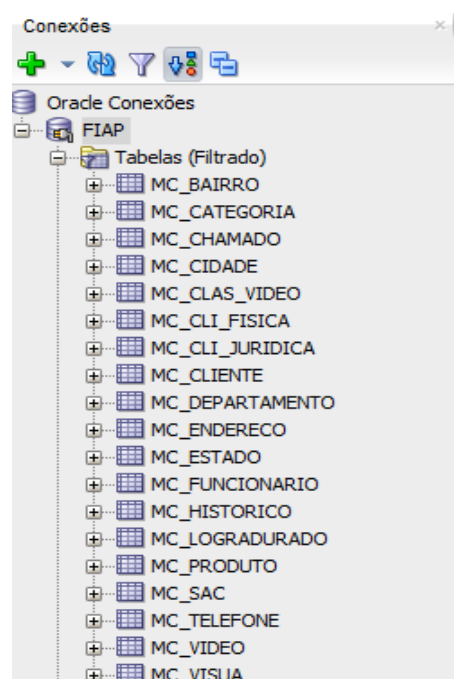 Conexões
Oracle Conexões
FIAP
Tabelas (Filtrado)
MC_BAIRRO
MC_CATEGORIA
MC_CHAMADO
MC_CIDADE
MC_CLAS_VIDEO
MC_CLI_FISICA
MC_CLI_JURIDICA
MC_CLIENTE
MC_DEPARTAMENTO
MC_ENDERECO
MC_ESTADO
MC_FUNCIONARIO
MC_HISTORICO
MC_LOGRADURADO
MC_PRODUTO
MC_SAC
MC_TELEFONE
MC_VIDEO
MC_VISUA